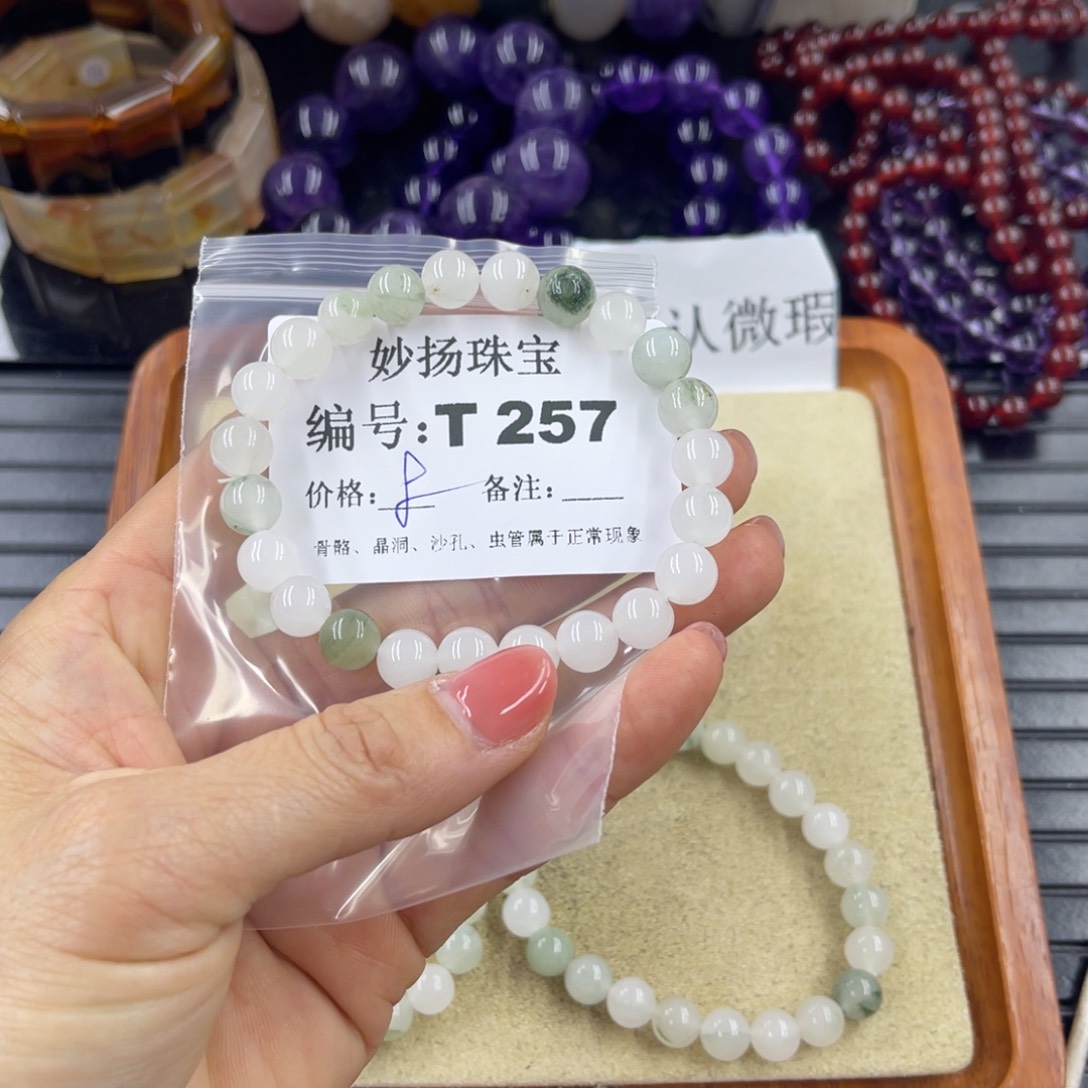 认微瑕
妙扬珠宝
编号:T 257
价格: 备注:
骨骼、晶洞、沙孔、虫管属于正常现象